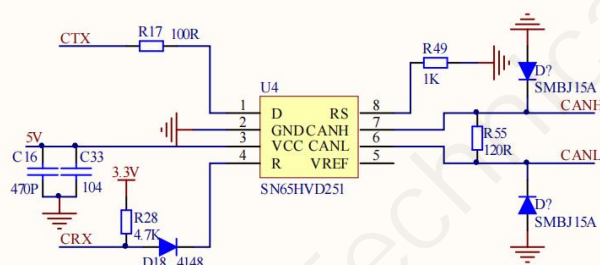 CTX
R17
100R
U4
1 D RS 8
2 GND CANH 7
3 VCC CANL 6
4 R VREF 5
SN65HVD251
R49
1K
D?
SMBJ15A
CANH
R55
120R
CANL
D?
SMBJ15A
5V
C16
C33
470P
104
3.3V
R28
4.7K
CRX
D18 4148